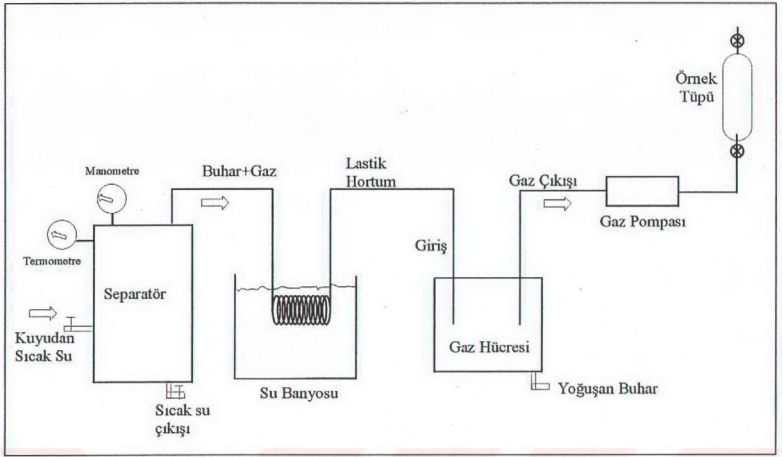 Örnek
Tüpü
Manometre
Buhar+Gaz
Lastik
Hortum
Gaz Çıkışı
Gaz Pompası
Termometre
Giriş
Separatör
Kuyudan
Sıcak Su
Gaz Hücresi
Su Banyosu
Yoğuşan Buhar
Sıcak su
çıkışı